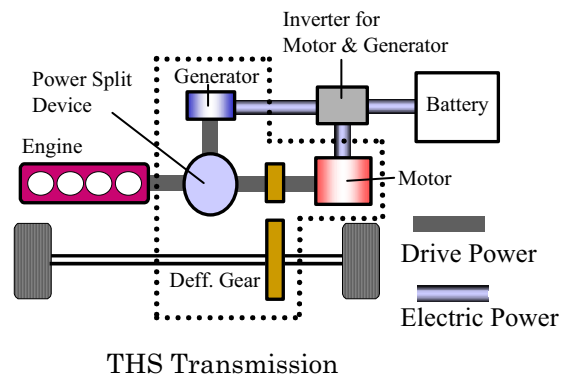 Inverter for
Motor & Generator
Generator
Power Split
Device
Battery
Engine
Motor
Drive Power
Deff. Gear
Electric Power
THS Transmission